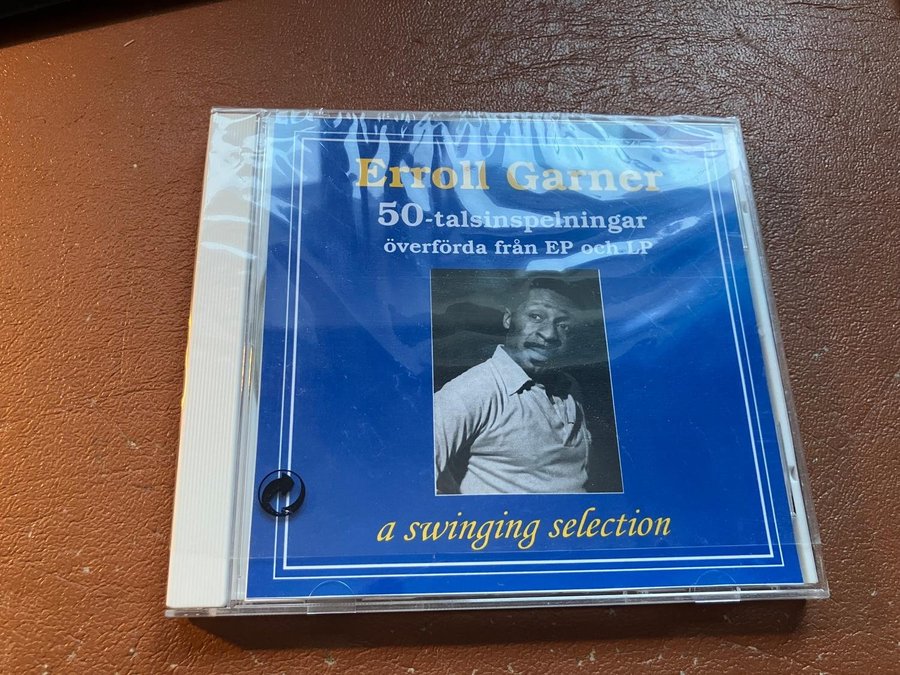 Erroll Garner
50-talsinspelningar
överförda från EP och LP
a swinging selection